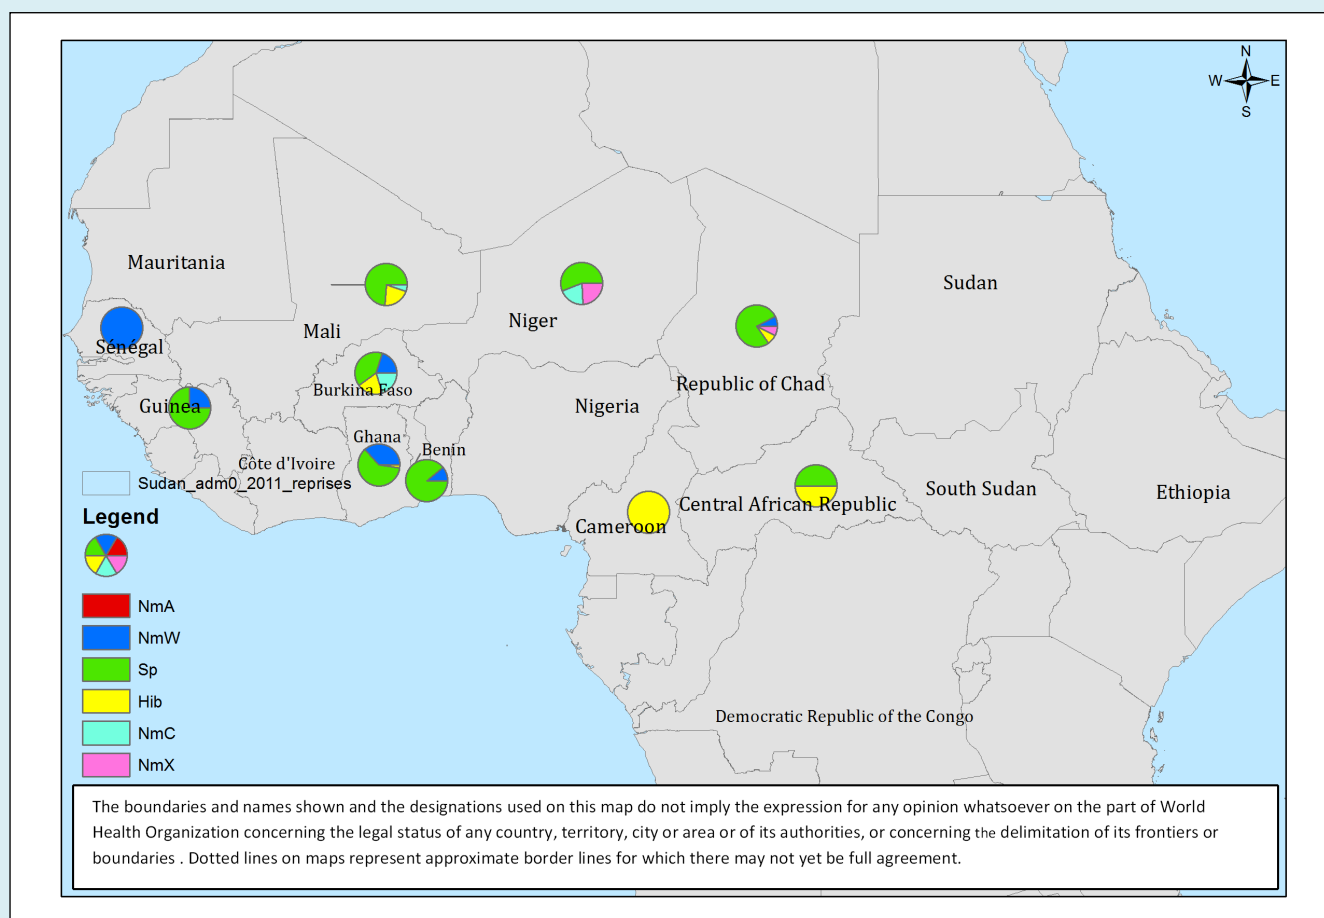 N
W E
S
Mauritania
Sudan
Mali
Niger
Sénégal
Republic of Chad
Burkina Faso
Guinea
Nigeria
Ghana
Benin
Côte d'Ivoire
Sudan_adm0_2011_reprises
South Sudan
Ethiopia
Central African Republic
Cameroon
Legend
NmA
NmW
Sp
Hib
NmC
NmX
Democratic Republic of the Congo
The boundaries and names shown and the designations used on this map do not imply the expression for any opinion whatsoever on the part of World
Health Organization concerning the legal status of any country, territory, city or area or of its authorities, or concerning the delimitation of its frontiers or
boundaries . Dotted lines on maps represent approximate border lines for which there may not yet be full agreement.